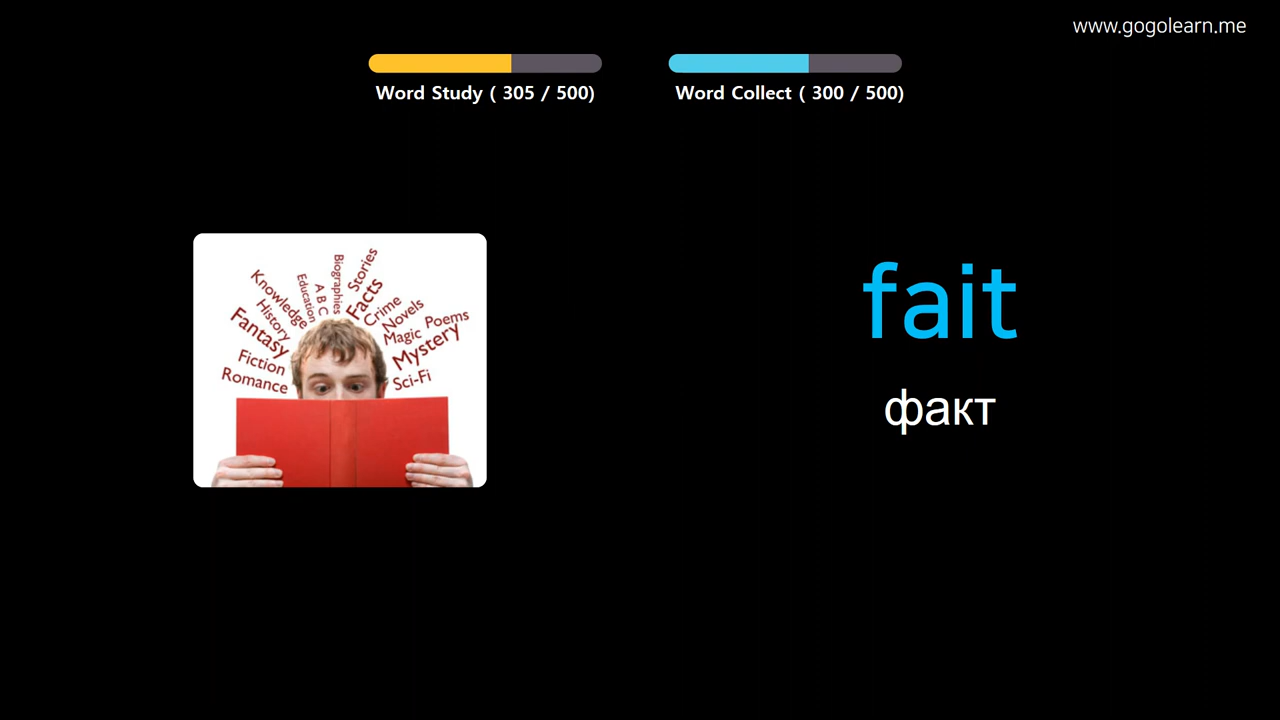 www.gogolearn.me
Word Study ( 305 / 500)
Word Collect ( 300 / 500)
Stories
Biographies
Knowledge
Education
A B C
Facts
History
Crime
Novels
Fantasy
Poems
Magic
Mystery
Fiction
Romance
Sci-Fi
fait
факт